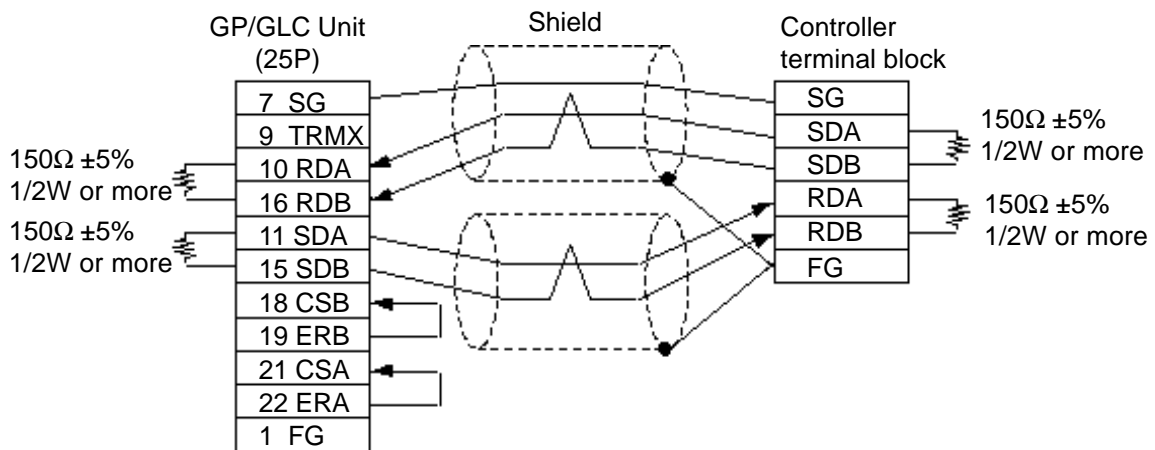 GP/GLC Unit
(25P)
Shield
Controller
terminal block
7 SG
9 TRMX
10 RDA
16 RDB
11 SDA
15 SDB
18 CSB
19 ERB
21 CSA
22 ERA
1 FG
150Ω ±5%
1/2W or more
150Ω ±5%
1/2W or more
SG
SDA
SDB
RDA
RDB
FG
150Ω ±5%
1/2W or more
150Ω ±5%
1/2W or more